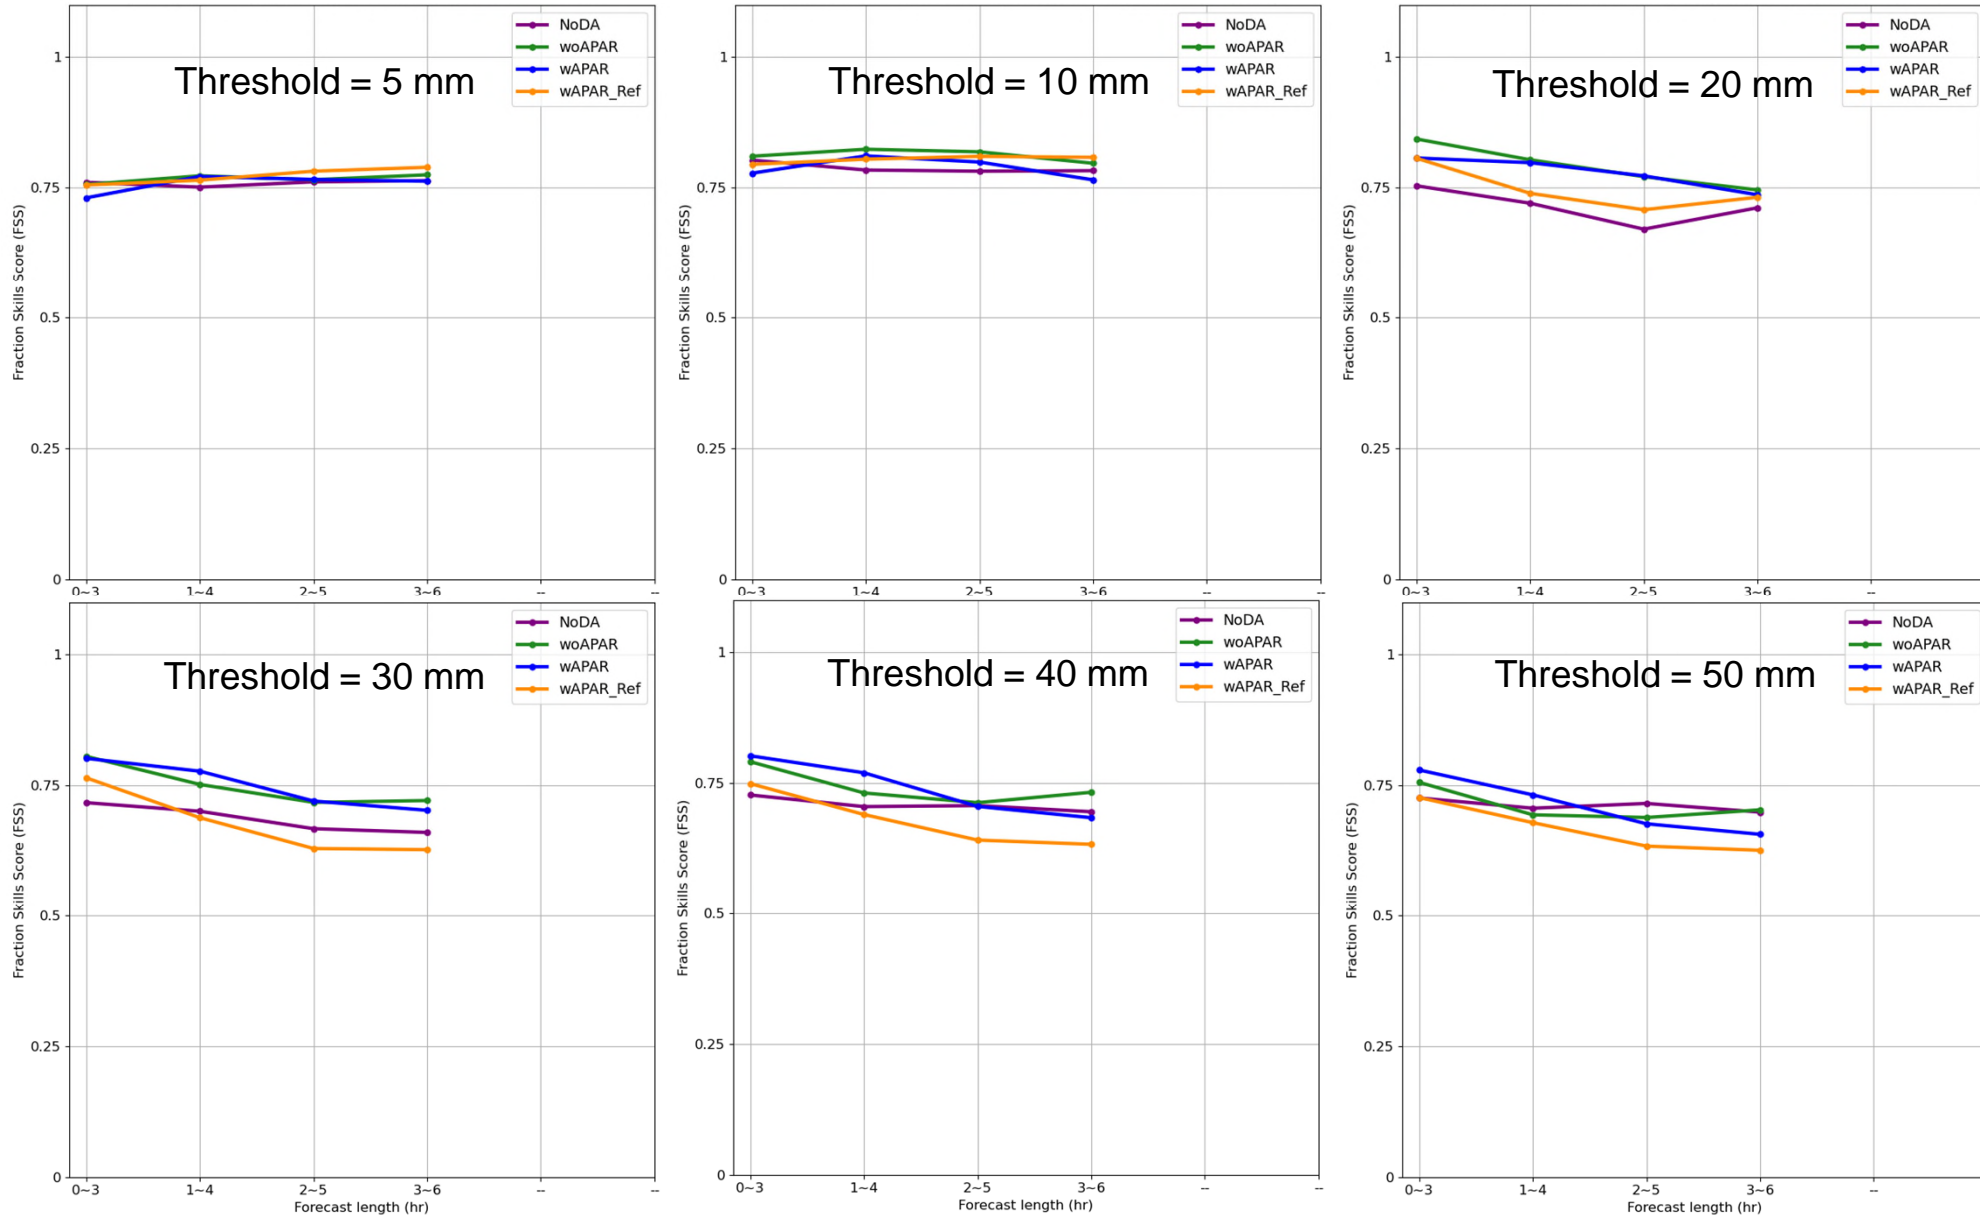 Threshold = 5 mm
NoDA
woAPAR
wAPAR
wAPAR_Ref
Fraction Skills Score (FSS)
1
0.75
0.5
0.25
0
0~3
1~4
2~5
3~6
--
--
Threshold = 10 mm
NoDA
woAPAR
wAPAR
wAPAR_Ref
Fraction Skills Score (FSS)
1
0.75
0.5
0.25
0
0~3
1~4
2~5
3~6
--
--
Threshold = 20 mm
NoDA
woAPAR
wAPAR
wAPAR_Ref
Fraction Skills Score (FSS)
1
0.75
0.5
0.25
0
0~3
1~4
2~5
3~6
--
Threshold = 30 mm
NoDA
woAPAR
wAPAR
wAPAR_Ref
Fraction Skills Score (FSS)
1
0.75
0.5
0.25
0
0~3
1~4
2~5
3~6
--
--
Forecast length (hr)
Threshold = 40 mm
NoDA
woAPAR
wAPAR
wAPAR_Ref
Fraction Skills Score (FSS)
1
0.75
0.5
0.25
0
0~3
1~4
2~5
3~6
--
--
Forecast length (hr)
Threshold = 50 mm
NoDA
woAPAR
wAPAR
wAPAR_Ref
Fraction Skills Score (FSS)
1
0.75
0.5
0.25
0
0~3
1~4
2~5
3~6
--
Forecast length (hr)